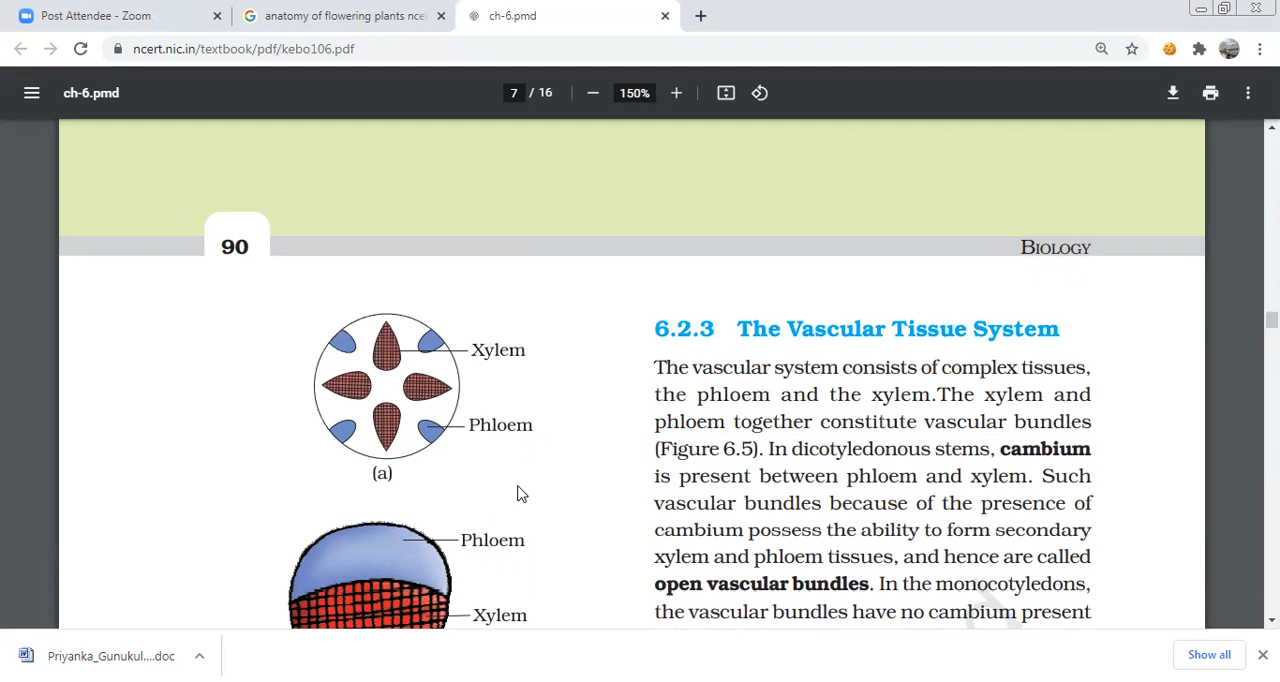 Post Attendee - Zoom
anatomy of flowering plants nce
ch-6.pmd
ncert.nic.in/textbook/pdf/kebo106.pdf
ch-6.pmd
7 / 16
150%
90
BIOLOGY
Xylem
Phloem
(a)
Phloem
Xylem
6.2.3 The Vascular Tissue System
The vascular system consists of complex tissues,
the phloem and the xylem.The xylem and
phloem together constitute vascular bundles
(Figure 6.5). In dicotyledonous stems, cambium
is present between phloem and xylem. Such
vascular bundles because of the presence of
cambium possess the ability to form secondary
xylem and phloem tissues, and hence are called
open vascular bundles. In the monocotyledons,
the vascular bundles have no cambium present
Priyanka_Gunukul....doc
Show all